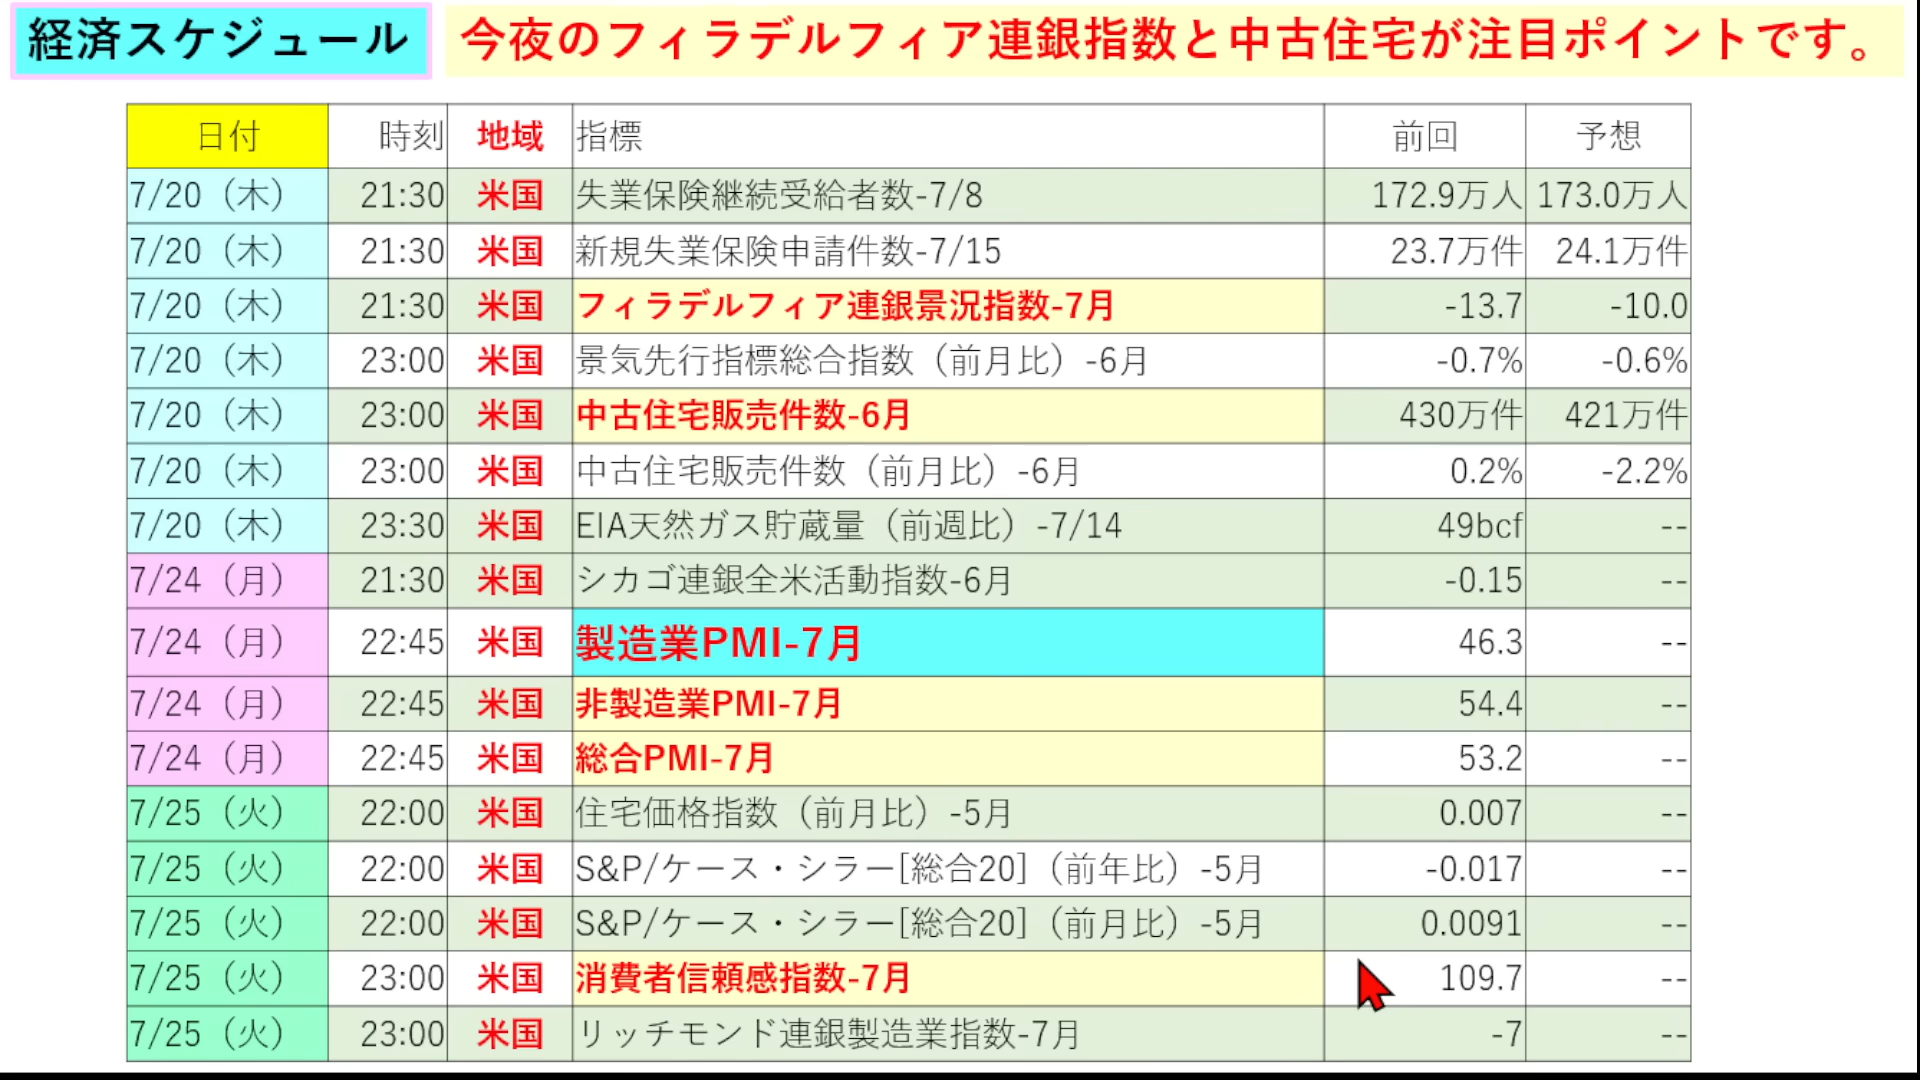 経済スケジュール 今夜のフィラデルフィア連銀指数と中古住宅が注目ポイントです。
日付 時刻 地域 指標 前回 予想
7/20（木） 21:30 米国 失業保険継続受給者数-7/8 172.9万人 173.0万人
7/20（木） 21:30 米国 新規失業保険申請件数-7/15 23.7万件 24.1万件
7/20（木） 21:30 米国 フィラデルフィア連銀景況指数-7月 -13.7 -10.0
7/20（木） 23:00 米国 景気先行指標総合指数（前月比）-6月 -0.7% -0.6%
7/20（木） 23:00 米国 中古住宅販売件数-6月 430万件 421万件
7/20（木） 23:00 米国 中古住宅販売件数（前月比）-6月 0.2% -2.2%
7/20（木） 23:30 米国 EIA天然ガス貯蔵量（前週比）-7/14 49bcf --
7/24（月） 21:30 米国 シカゴ連銀全米活動指数-6月 -0.15 --
7/24（月） 22:45 米国 製造業PMI-7月 46.3 --
7/24（月） 22:45 米国 非製造業PMI-7月 54.4 --
7/24（月） 22:45 米国 総合PMI-7月 53.2 --
7/25（火） 22:00 米国 住宅価格指数（前月比）-5月 0.007 --
7/25（火） 22:00 米国 S&P/ケース・シラー[総合20]（前年比）-5月 -0.017 --
7/25（火） 22:00 米国 S&P/ケース・シラー[総合20]（前月比）-5月 0.0091 --
7/25（火） 23:00 米国 消費者信頼感指数-7月 109.7 --
7/25（火） 23:00 米国 リッチモンド連銀製造業指数-7月 -7 --